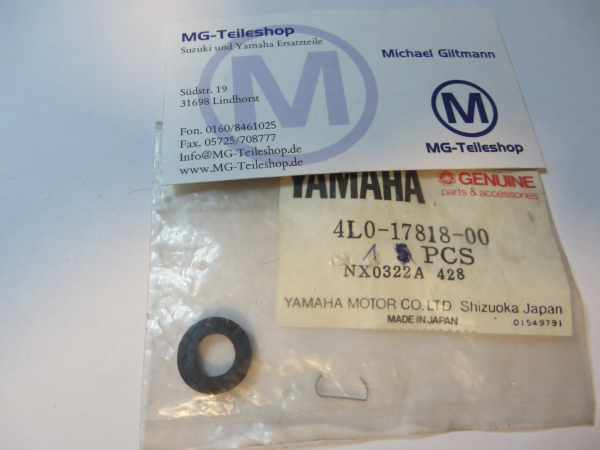 MG-Teileshop
Suzuki und Yamaha Ersatzteile
Michael Giltmann
Südstr. 19
31698 Lindhorst
M
M
Fon. 0160/8461025
Fax. 05725/708777
Info@MG-Teileshop.de
www.MG-Teileshop.de
MG-Teileshop
YAMAHA
GENUINE
parts & accessories
4L0-17818-00
1 PCS
NX0322A 428
YAMAHA MOTOR CO. LTD. Shizuoka Japan
MADE IN JAPAN
01549791